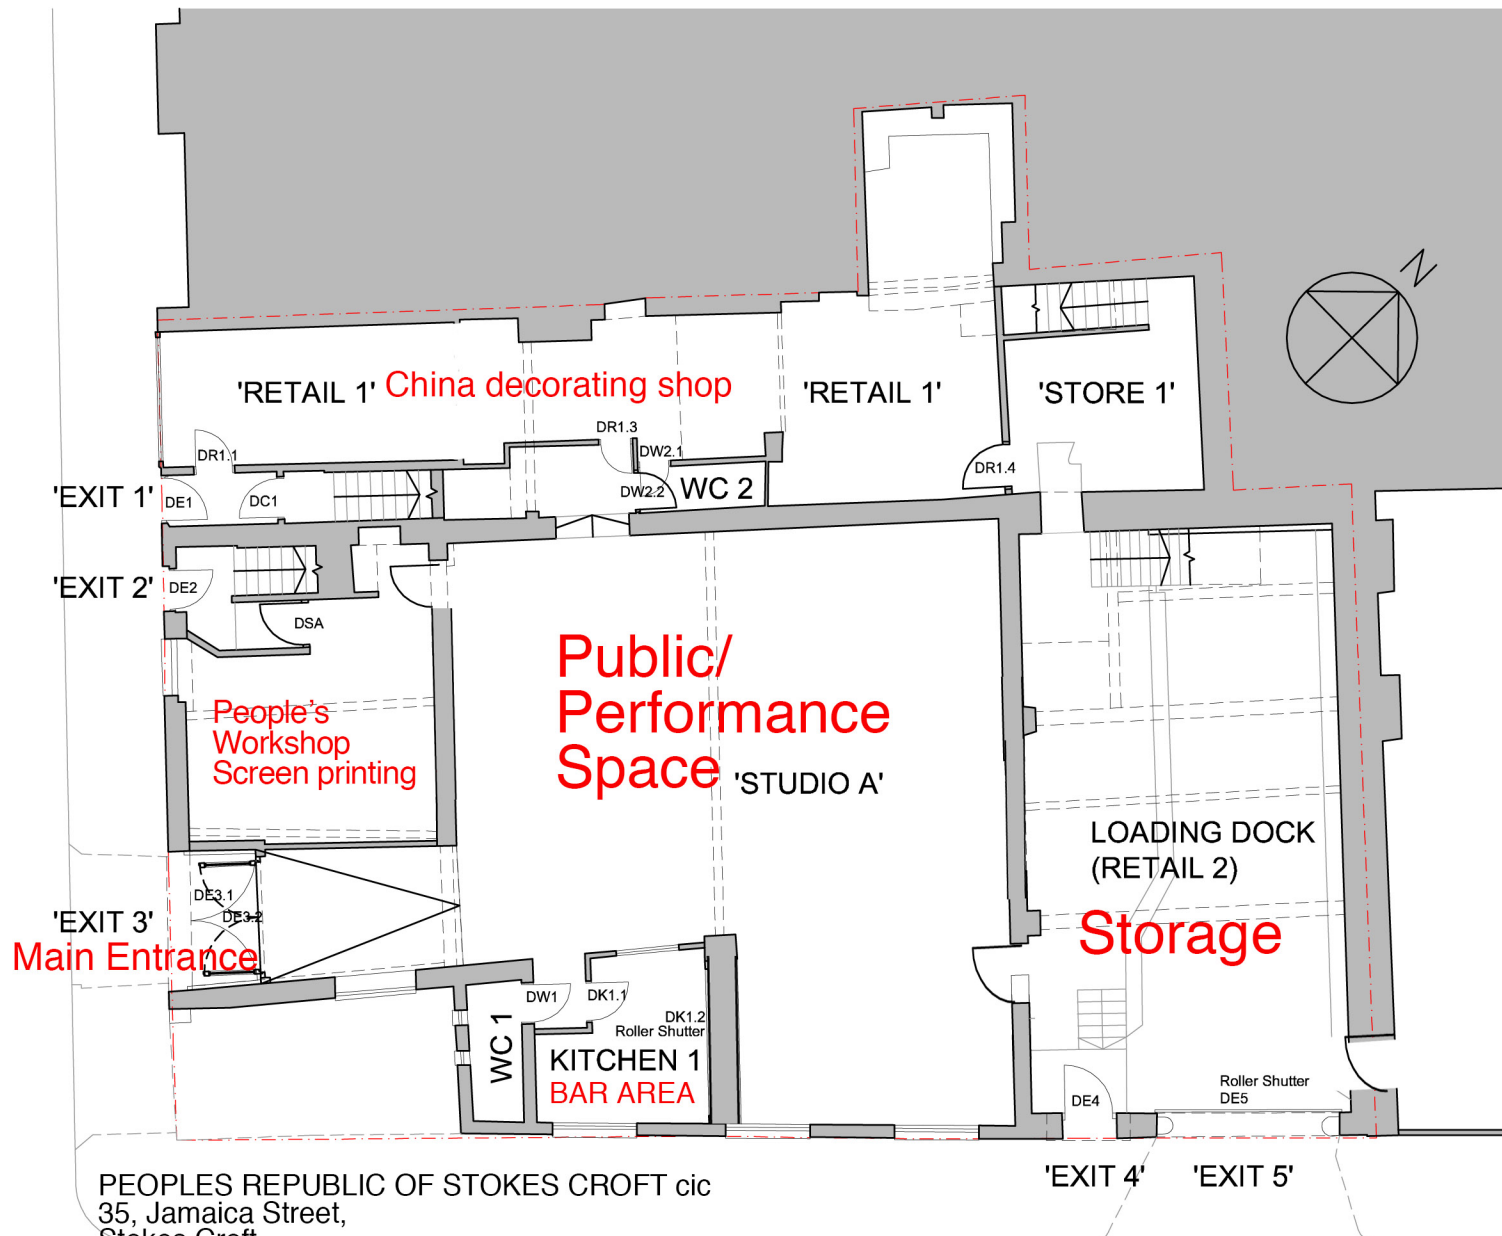 N
'RETAIL 1'
China decorating shop
'RETAIL 1'
'STORE 1'
DR1.1
DR1.3
DW2.1
DR1.4
'EXIT 1'
DE1
DC1
DW2.2
WC 2
'EXIT 2'
DE2
DSA
Public/
Performance
Space
'STUDIO A'
People's
Workshop
Screen printing
LOADING DOCK
(RETAIL 2)
Storage
DE3.1
DE3.2
'EXIT 3'
Main Entrance
WC 1
DW1
DK1.1
DK1.2
Roller Shutter
KITCHEN 1
BAR AREA
DE4
Roller Shutter
DE5
'EXIT 4'
'EXIT 5'
PEOPLES REPUBLIC OF STOKES CROFT cic
35, Jamaica Street,
Stokes Croft